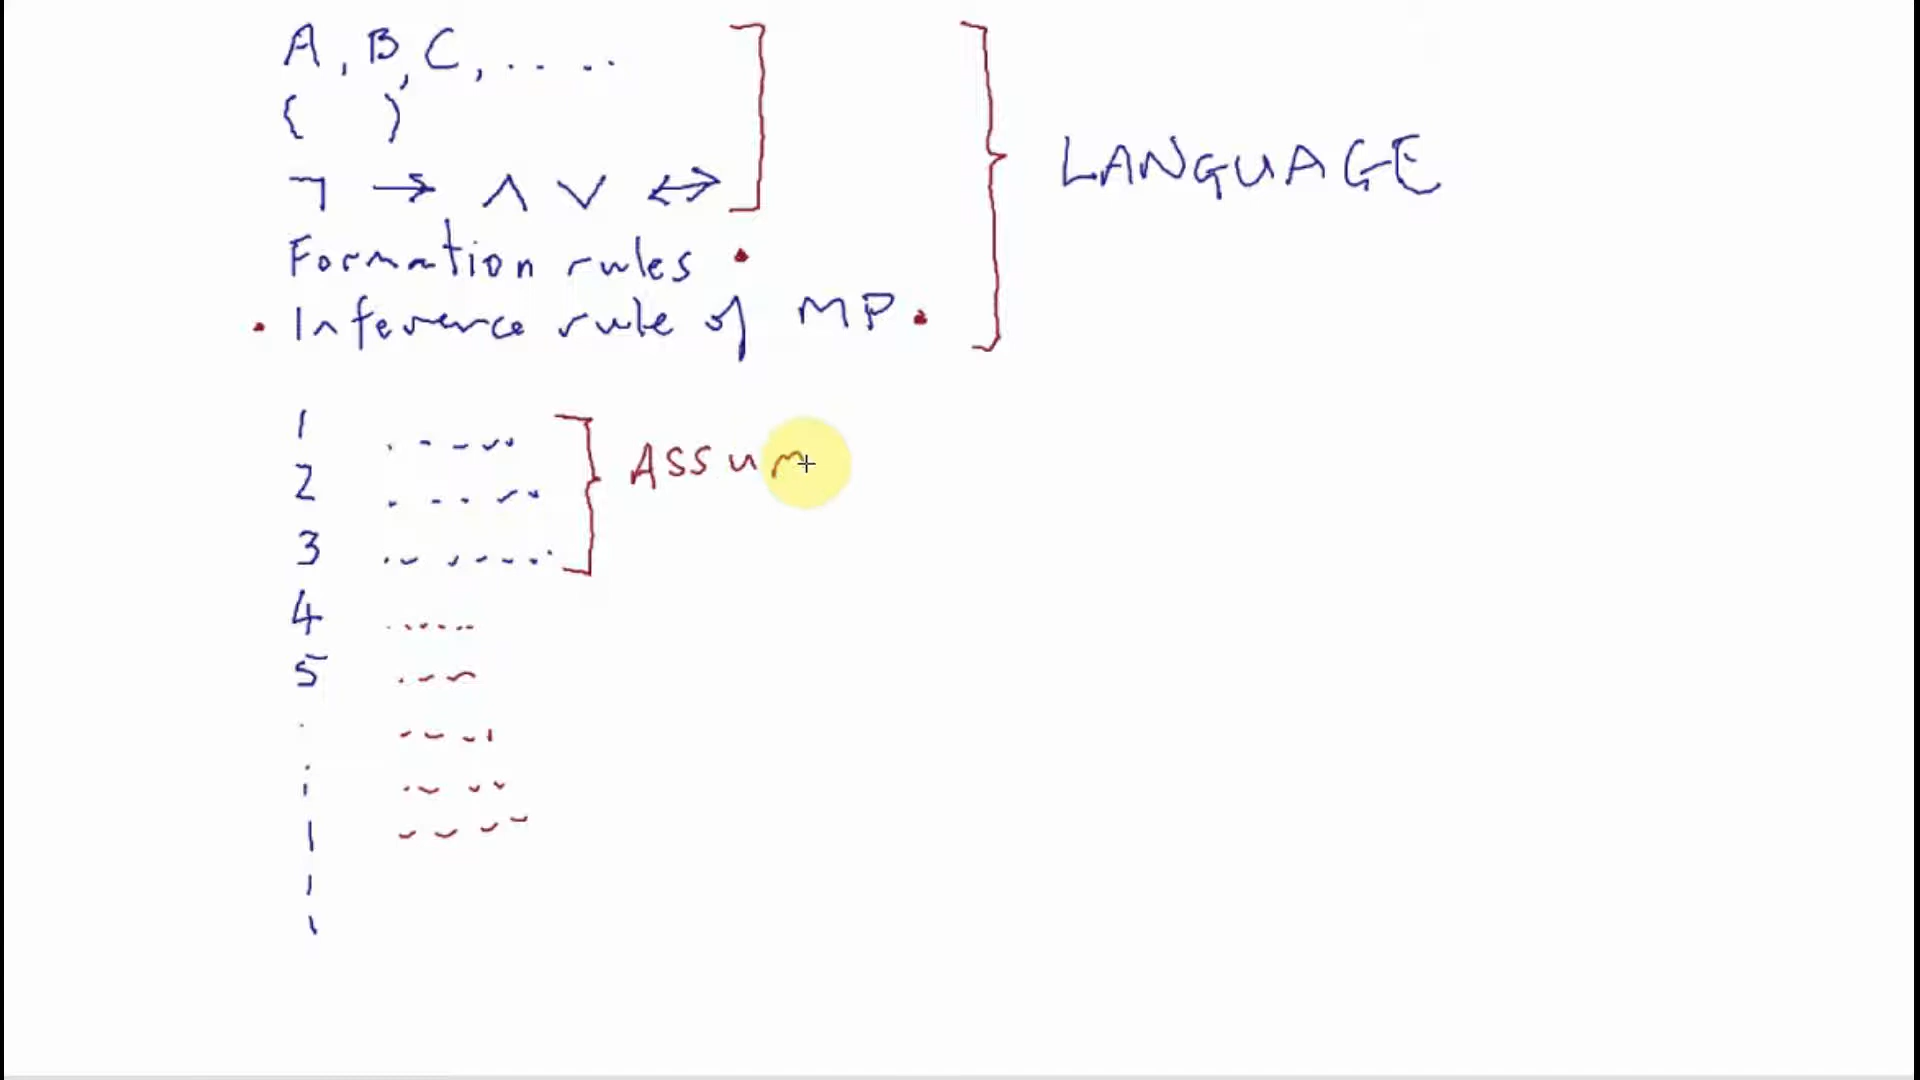 A, B, C, ....
( )
¬ → ∧ ∨ ↔
LANGUAGE
Formation rules
Inference rule of MP
1
ASSUM
2
3
4
5